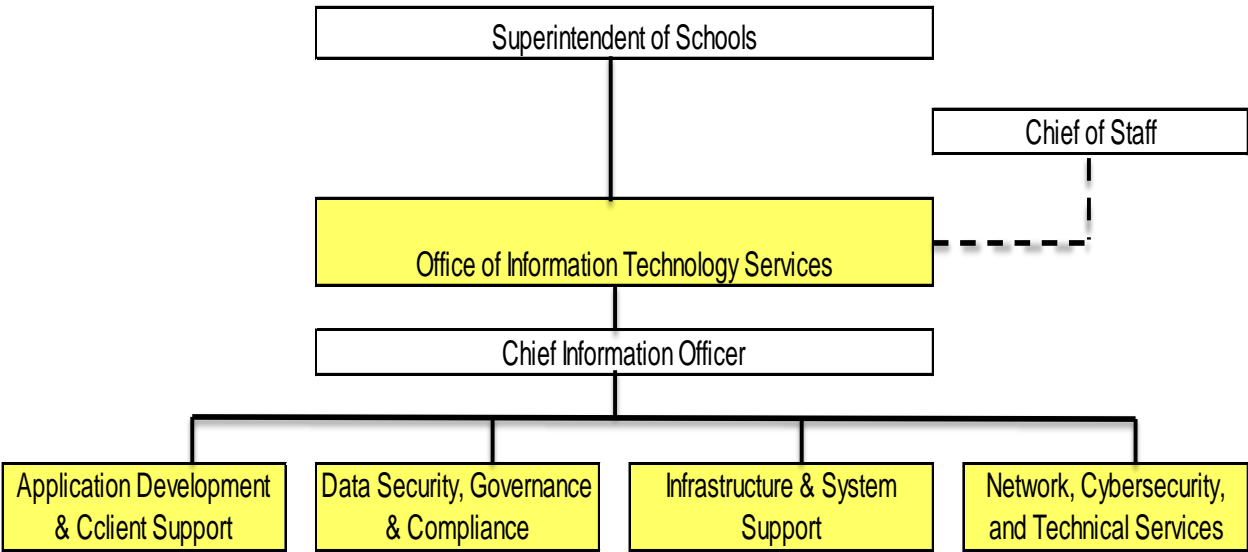 Superintendent of Schools
Chief of Staff
Office of Information Technology Services
Chief Information Officer
Application Development
& Cclient Support
Data Security, Governance
& Compliance
Infrastructure & System
Support
Network, Cybersecurity,
and Technical Services